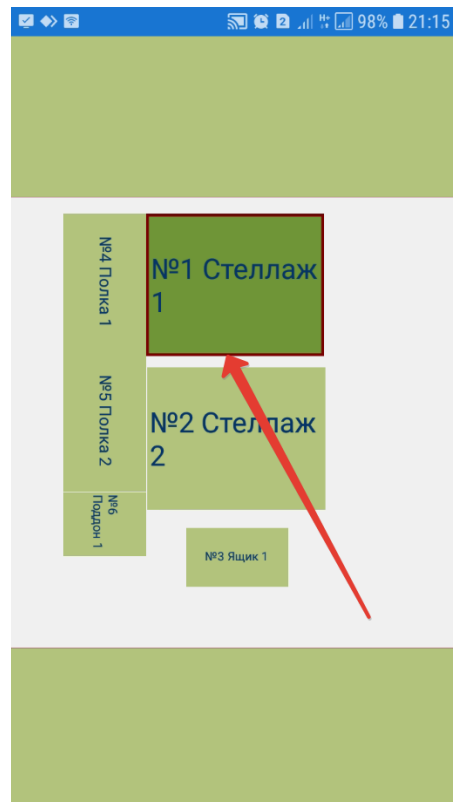 2 H+ 98% 21:15
№4 Полка 1
№1 Стеллаж
1
№5 Полка 2
№2 Стеллаж
2
№6
Поддон 1
№3 Ящик 1